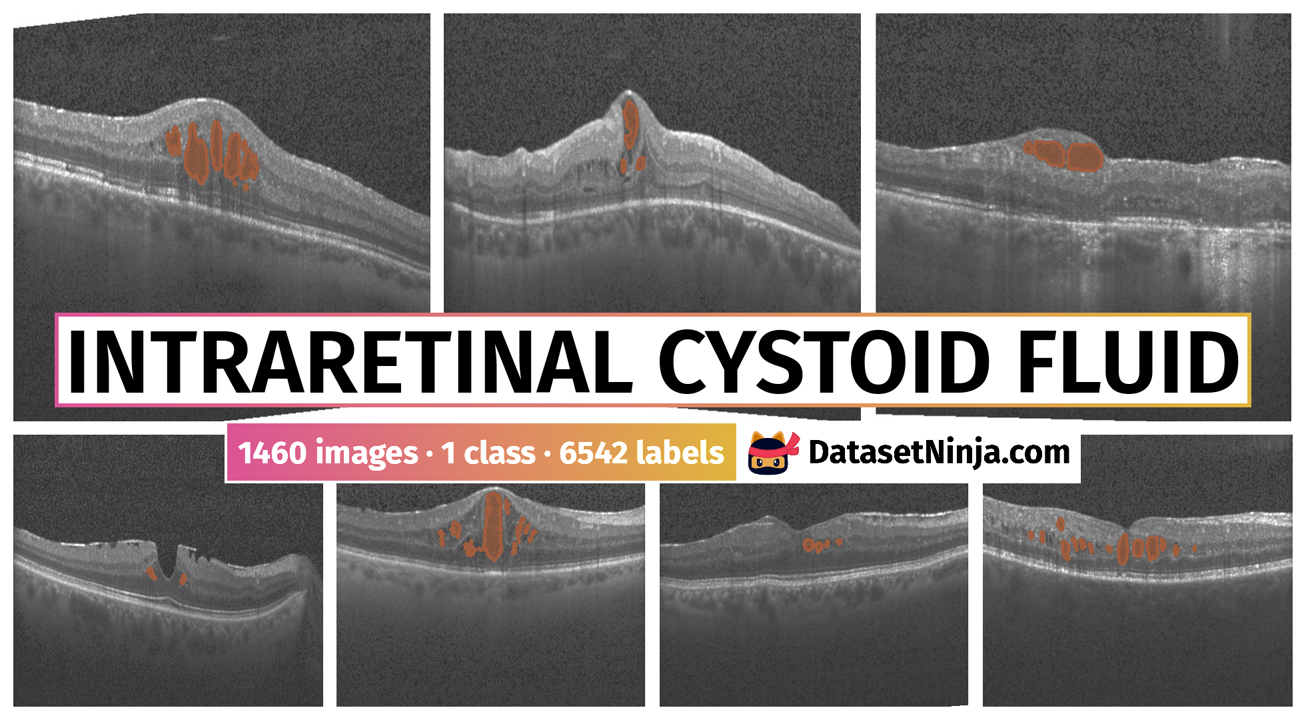 INTRARETINAL CYSTOID FLUID
1460 images · 1 class · 6542 labels
DatasetNinja.com